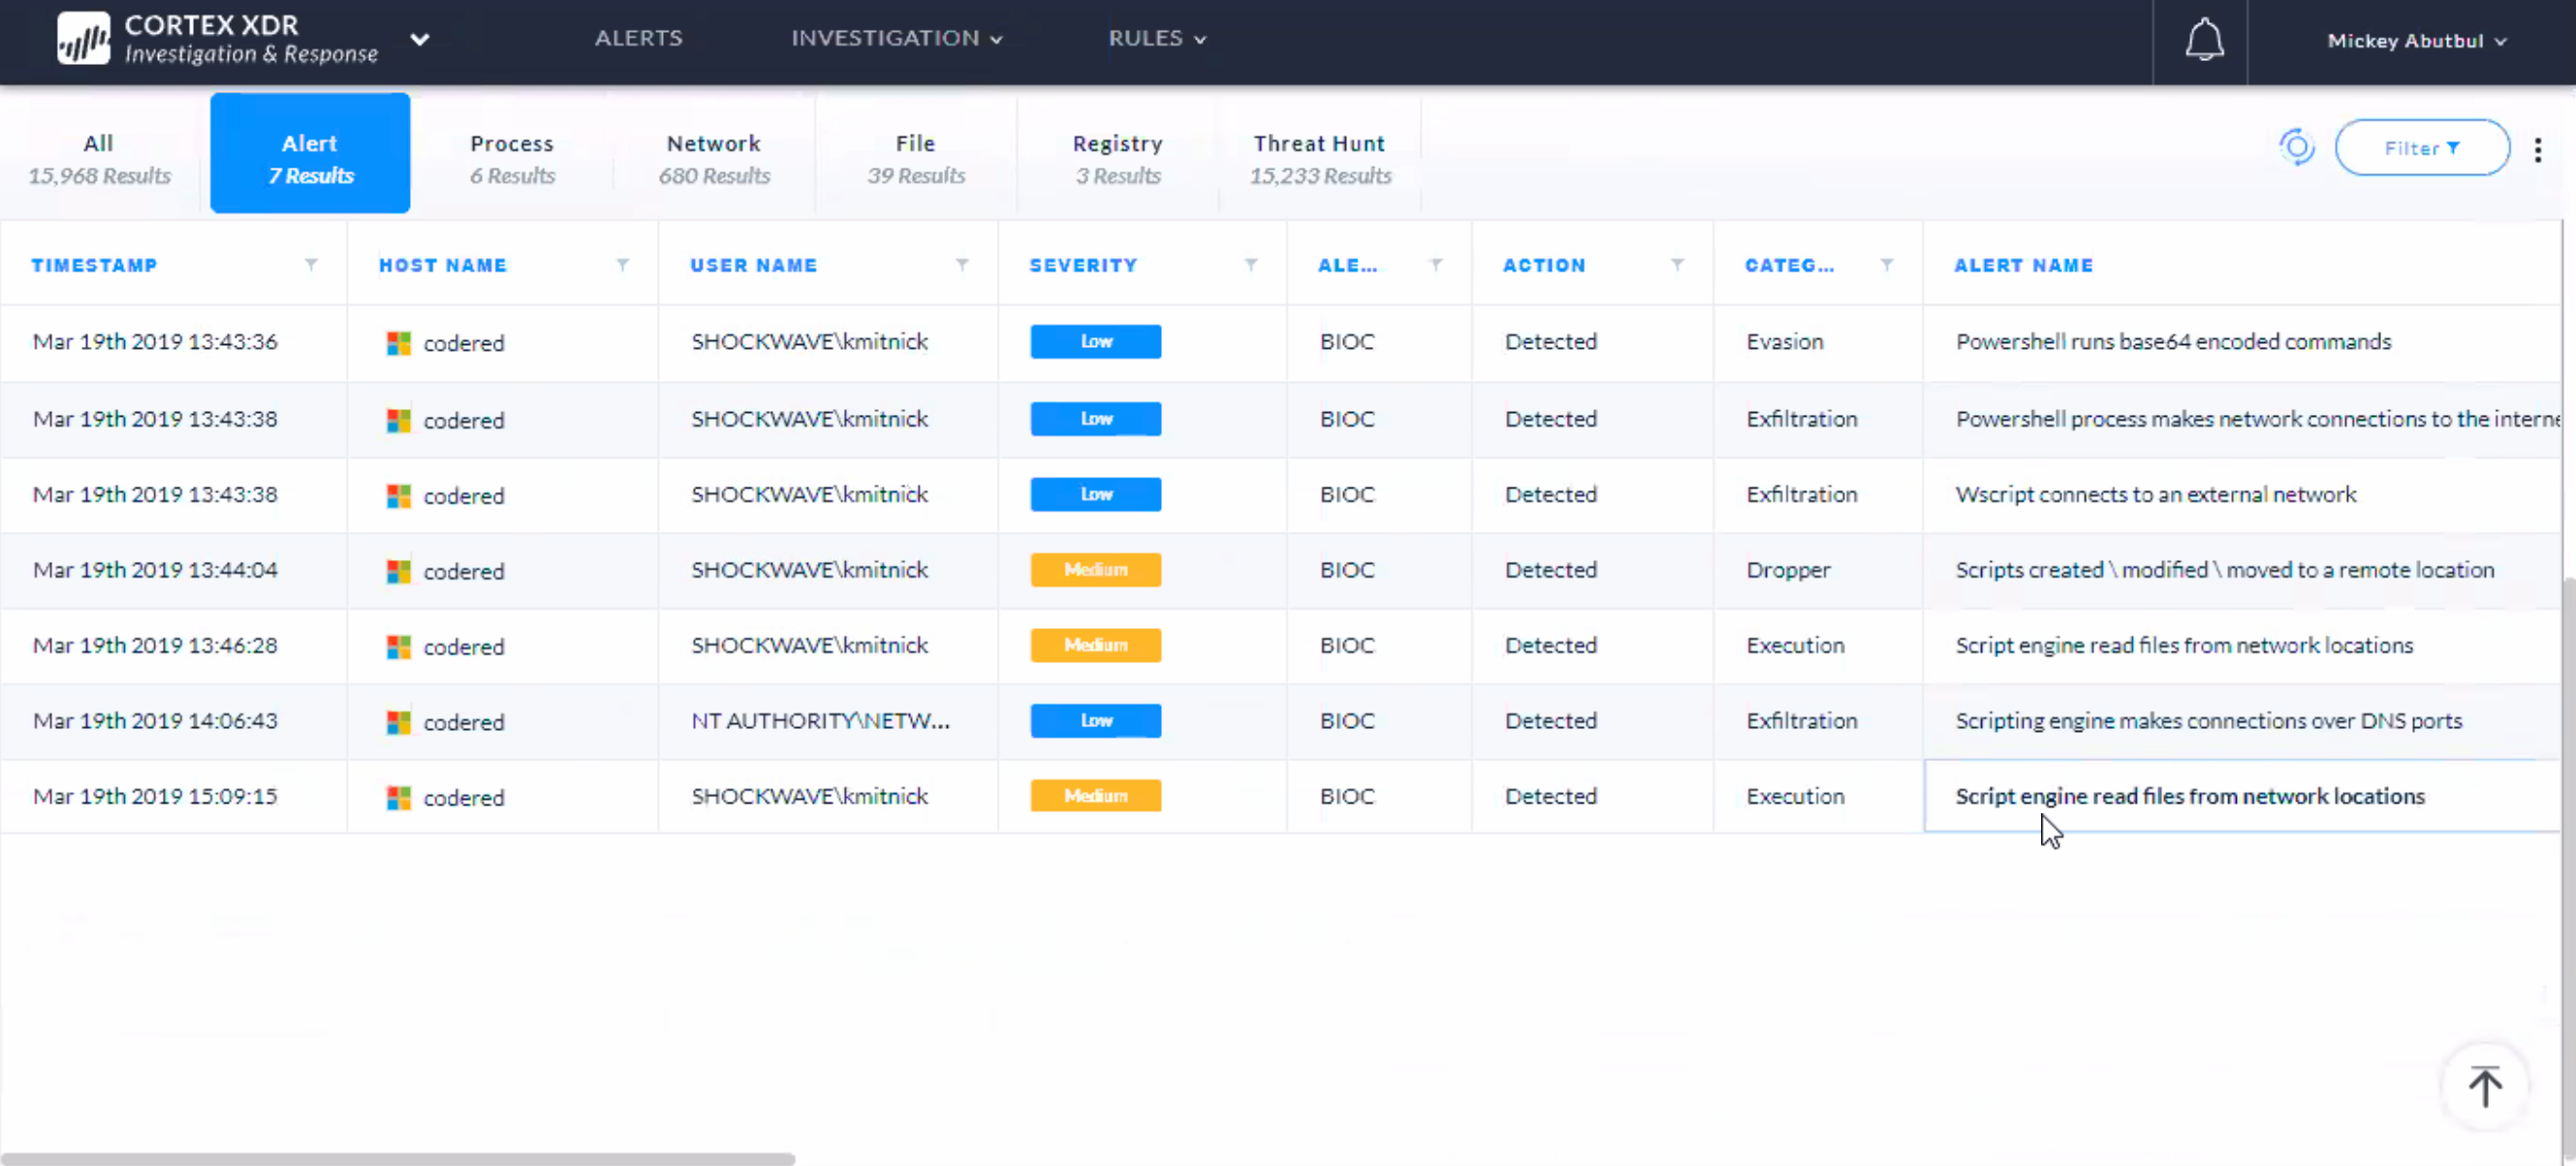 CORTEX XDR
Investigation & Response
ALERTS
INVESTIGATION
RULES
Mickey Abutbul
All
15,968 Results
Alert
7 Results
Process
6 Results
Network
680 Results
File
39 Results
Registry
3 Results
Threat Hunt
15,233 Results
Filter
TIMESTAMP HOST NAME USER NAME SEVERITY ALE... ACTION CATEG... ALERT NAME
Mar 19th 2019 13:43:36 codered SHOCKWAVE\kmitnick Low BIOC Detected Evasion Powershell runs base64 encoded commands
Mar 19th 2019 13:43:38 codered SHOCKWAVE\kmitnick Low BIOC Detected Exfiltration Powershell process makes network connections to the interne
Mar 19th 2019 13:43:38 codered SHOCKWAVE\kmitnick Low BIOC Detected Exfiltration Wscript connects to an external network
Mar 19th 2019 13:44:04 codered SHOCKWAVE\kmitnick Medium BIOC Detected Dropper Scripts created \ modified \ moved to a remote location
Mar 19th 2019 13:46:28 codered SHOCKWAVE\kmitnick Medium BIOC Detected Execution Script engine read files from network locations
Mar 19th 2019 14:06:43 codered NT AUTHORITY\NETW... Low BIOC Detected Exfiltration Scripting engine makes connections over DNS ports
Mar 19th 2019 15:09:15 codered SHOCKWAVE\kmitnick Medium BIOC Detected Execution Script engine read files from network locations